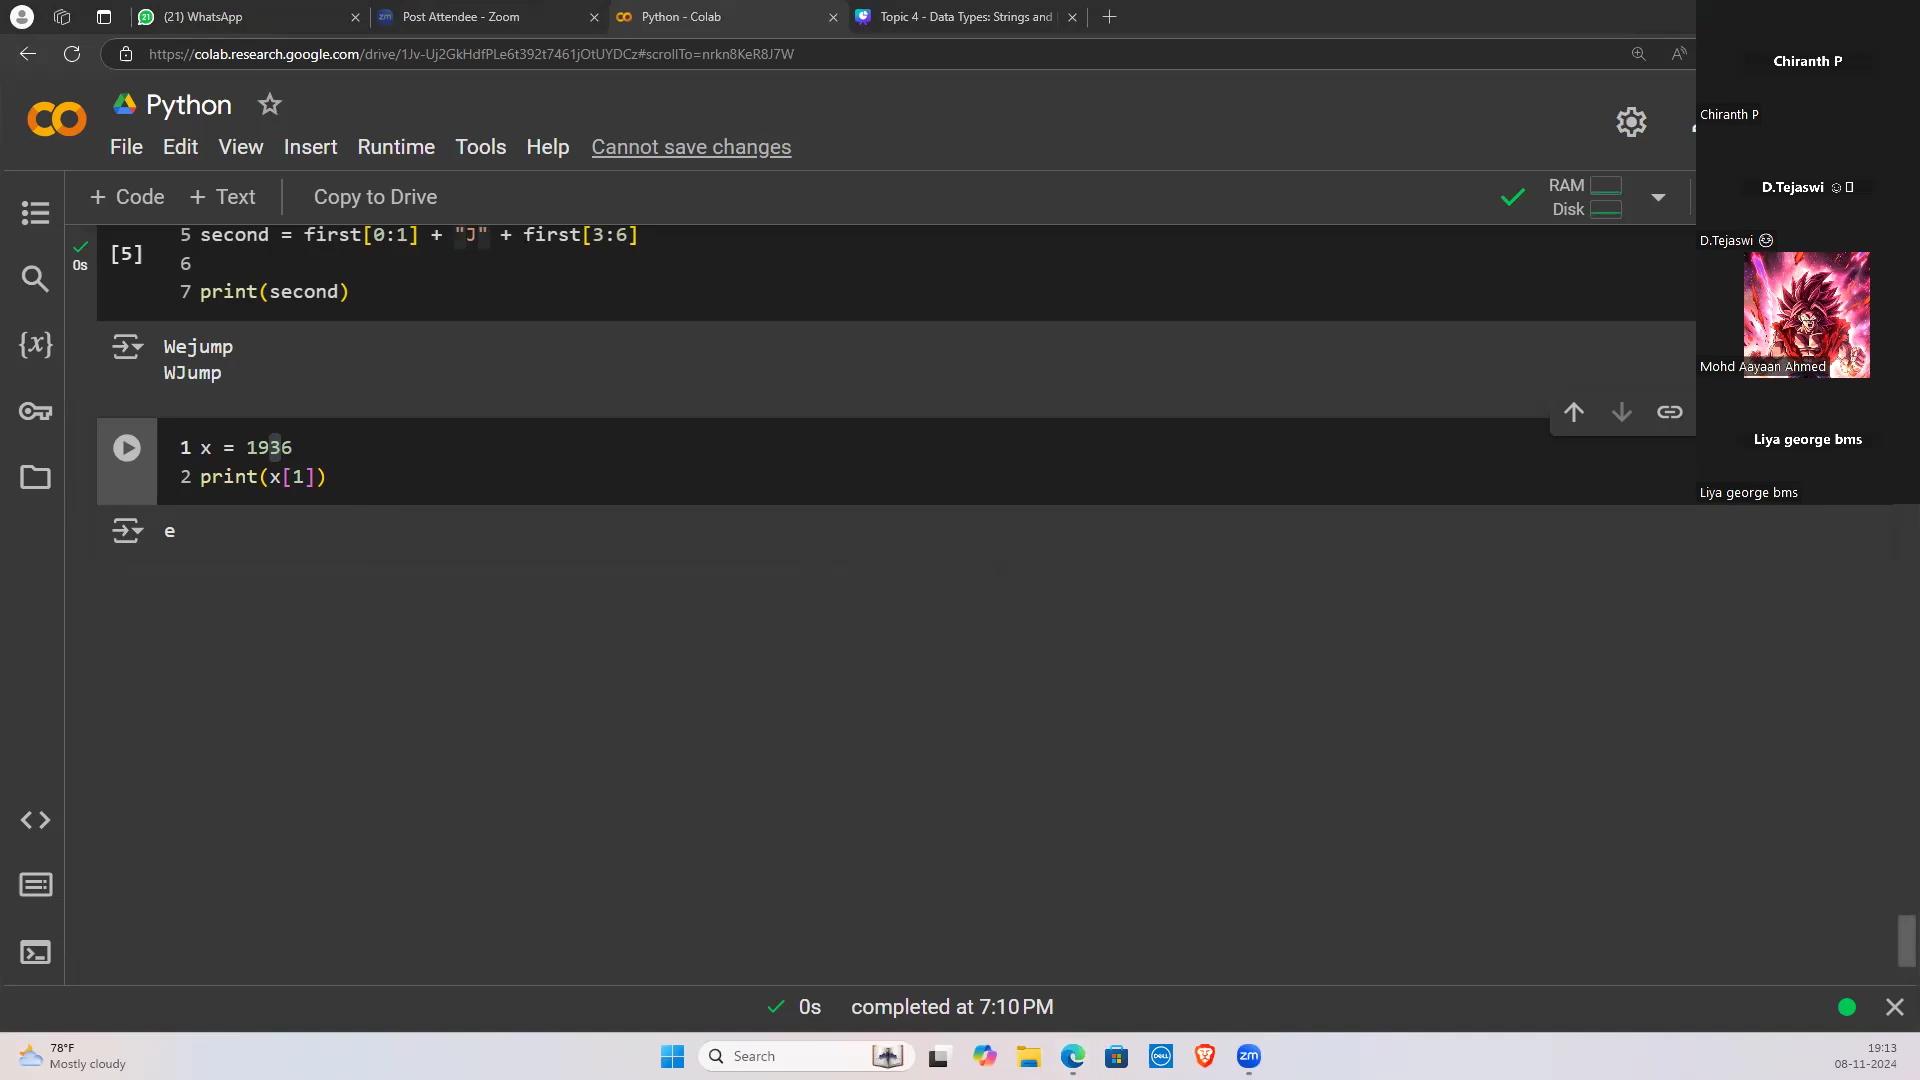 (21) WhatsApp
Post Attendee - Zoom
Python - Colab
Topic 4 - Data Types: Strings and
https://colab.research.google.com/drive/1Jv-Uj2GkHdfPLe6t392t7461jOtUYDCz#scrollTo=nrkn8KeR8J7W
Python
File Edit View Insert Runtime Tools Help Cannot save changes
+ Code + Text Copy to Drive
RAM
Disk
0s
[5]
5 second = first[0:1] + "J" + first[3:6]
6
7 print(second)
Wejump
WJump
1 x = 1936
2 print(x[1])
e
0s completed at 7:10 PM
Chiranth P
Chiranth P
D.Tejaswi
D.Tejaswi
Mohd Aayaan Ahmed
Liya george bms
Liya george bms
78°F
Mostly cloudy
Search
DELL
zm
19:13
08-11-2024